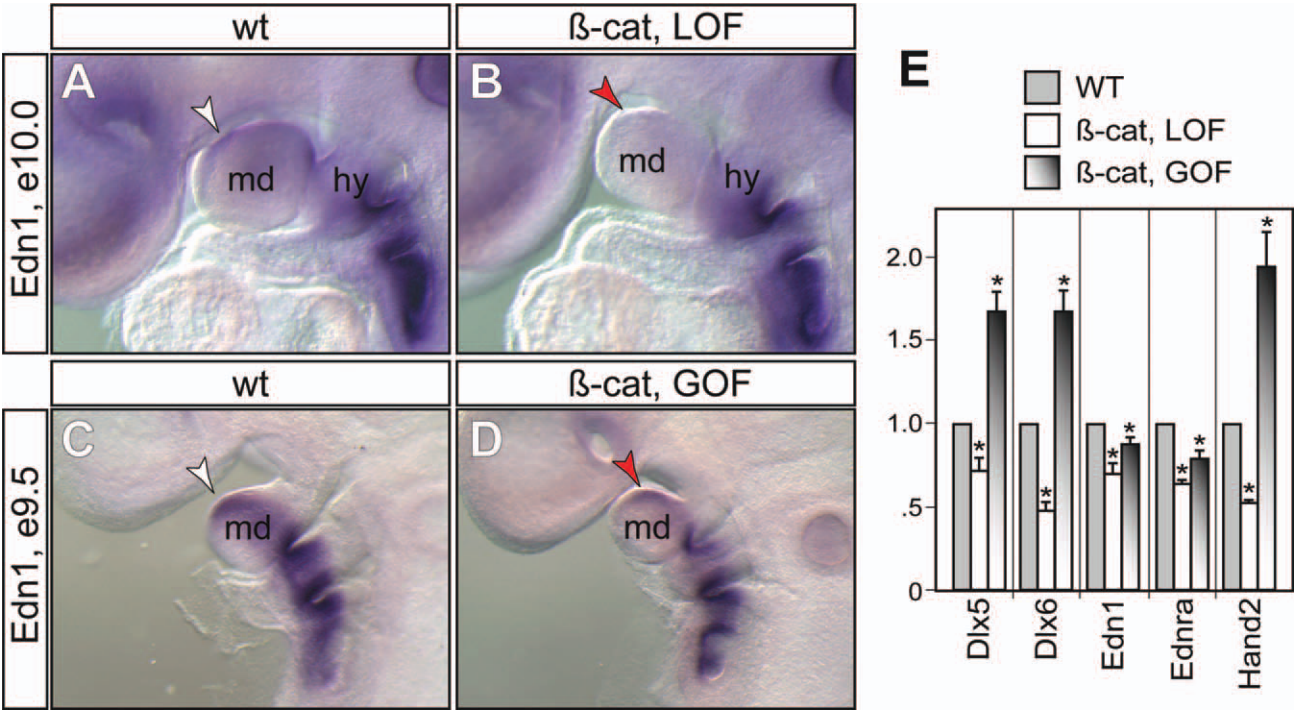 wt
ß-cat, LOF
Edn1, e10.0
A
md
hy
B
md
hy
wt
ß-cat, GOF
Edn1, e9.5
C
md
D
md
E
WT
ß-cat, LOF
ß-cat, GOF
2.0
1.5
1.0
.5
0
* * * * * * * * * *
Dlx5
Dlx6
Edn1
Ednra
Hand2